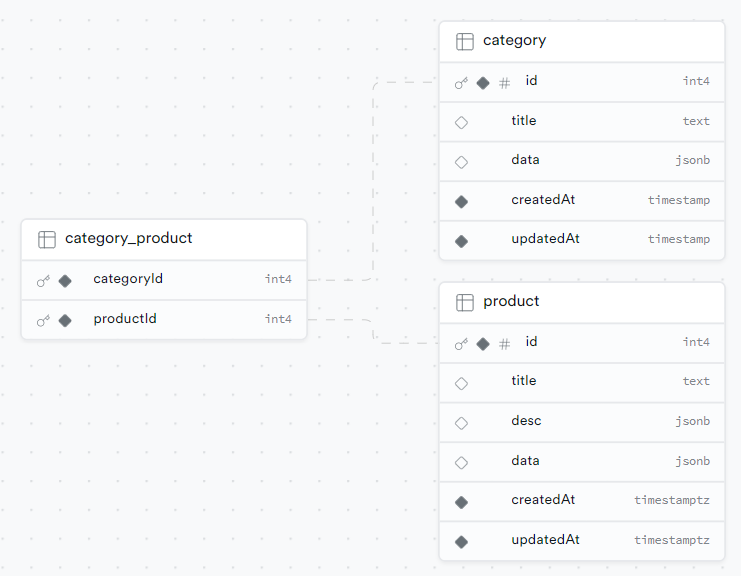 category
# id int4
title text
data jsonb
createdAt timestamp
updatedAt timestamp
category_product
categoryId int4
productId int4
product
# id int4
title text
desc jsonb
data jsonb
createdAt timestamptz
updatedAt timestamptz